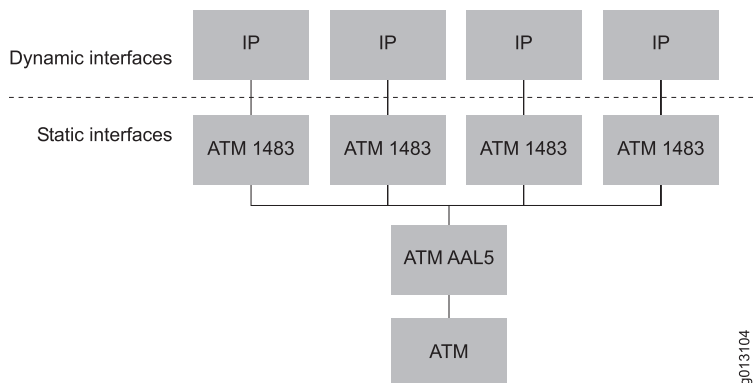 IP IP IP IP
Dynamic interfaces
Static interfaces
ATM 1483 ATM 1483 ATM 1483 ATM 1483
ATM AAL5
ATM
g013104